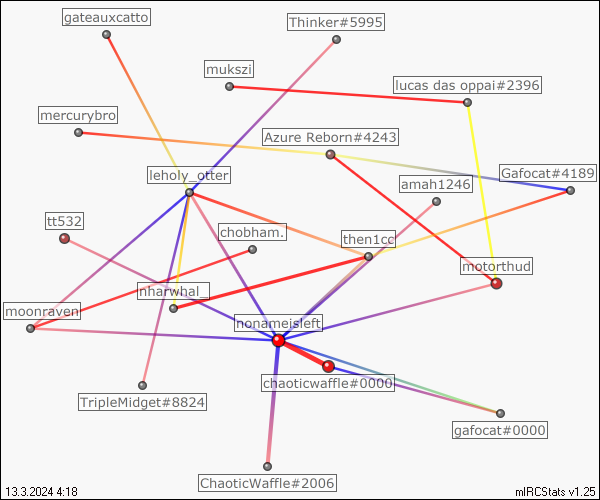 gateauxcatto
Thinker#5995
mukszi
lucas das oppai#2396
mercurybro
Azure Reborn#4243
leholy_otter
Gafocat#4189
amah1246
tt532
chobham.
then1cc
motorthud
nharwhal_
moonraven
nonameisleft
chaoticwaffle#0000
TripleMidget#8824
gafocat#0000
ChaoticWaffle#2006
13.3.2024 4:18
mIRCStats v1.25